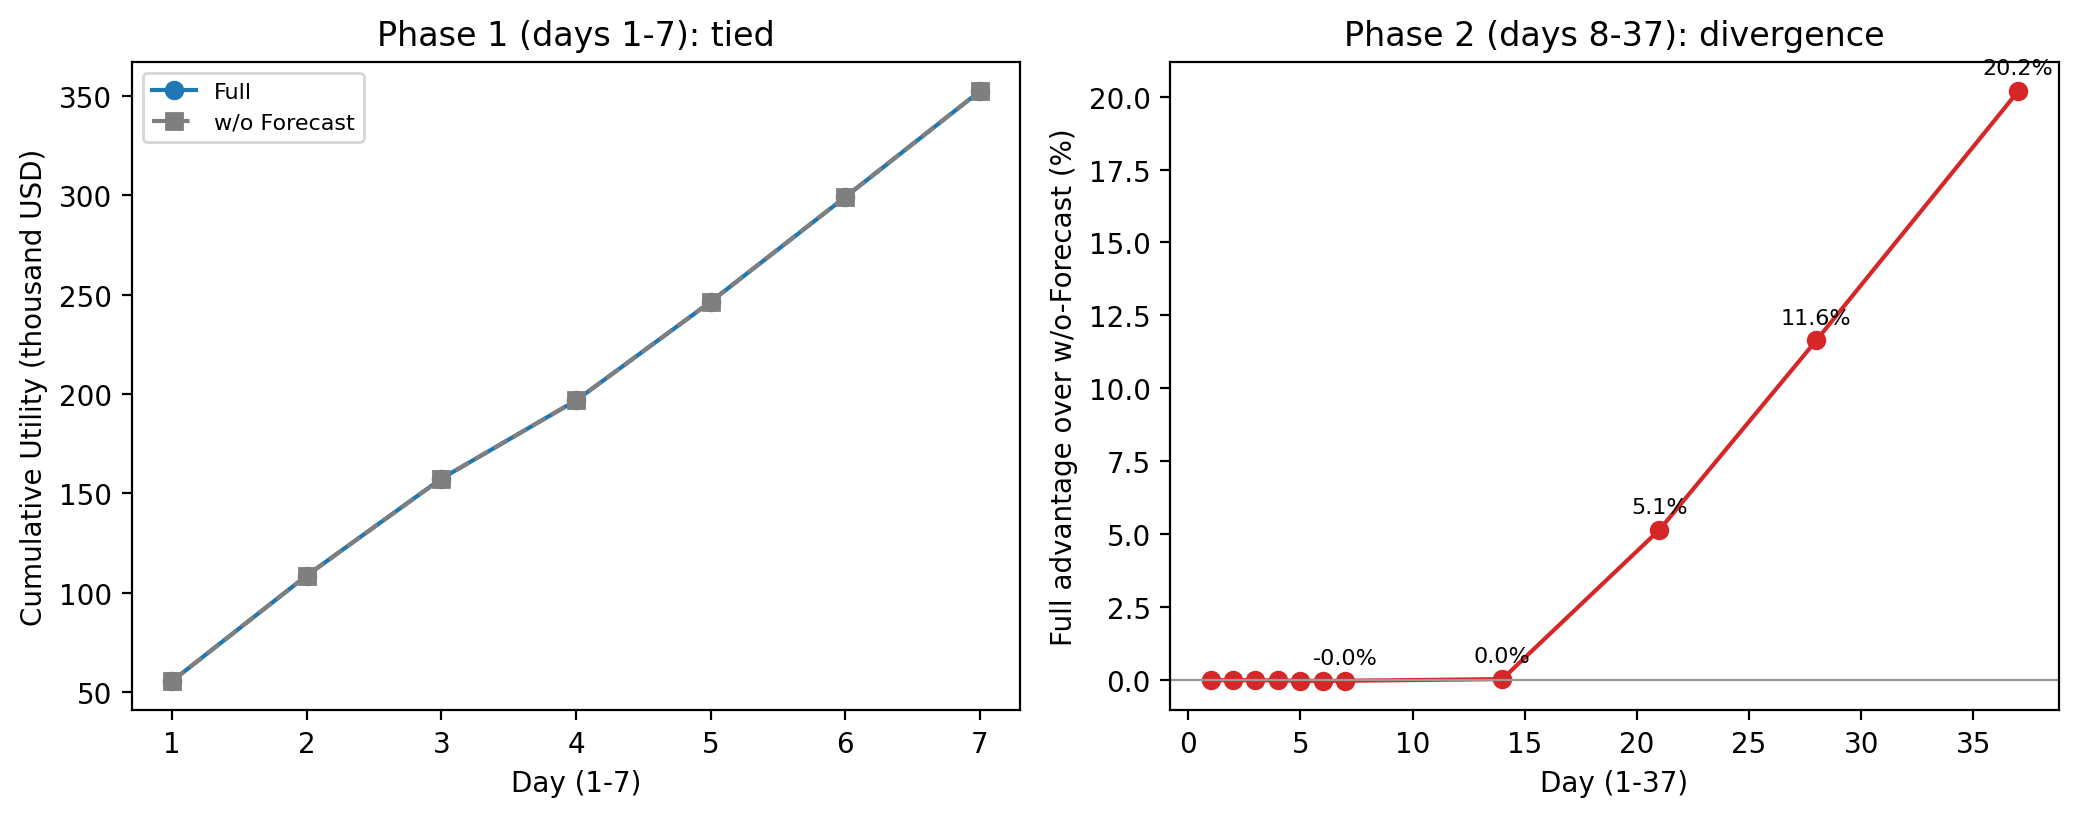 Phase 1 (days 1-7): tied
Cumulative Utility (thousand USD)
350
300
250
200
150
100
50
Full
w/o Forecast
1 2 3 4 5 6 7
Day (1-7)
Phase 2 (days 8-37): divergence
Full advantage over w/o-Forecast (%)
20.0
17.5
15.0
12.5
10.0
7.5
5.0
2.5
0.0
-0.0%
0.0%
5.1%
11.6%
20.2%
0 5 10 15 20 25 30 35
Day (1-37)